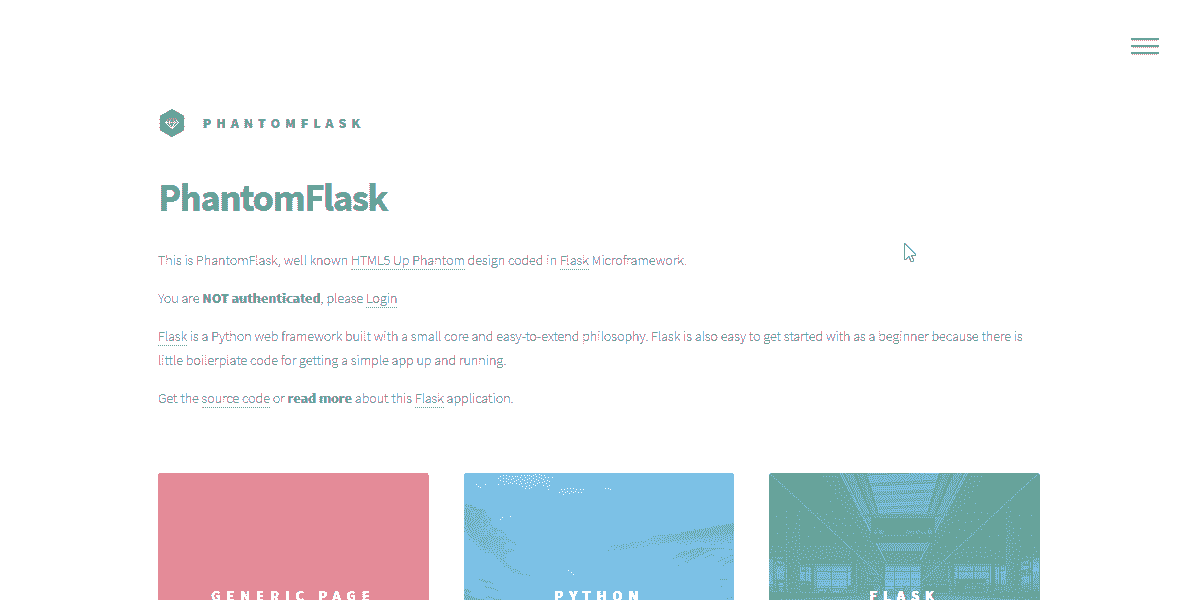 PHANTOMFLASK
PhantomFlask
This is PhantomFlask, well known HTML5 Up Phantom design coded in Flask Microframework.
You are NOT authenticated, please Login
Flask is a Python web framework built with a small core and easy-to-extend philosophy. Flask is also easy to get started with as a beginner because there is
little boilerplate code for getting a simple app up and running.
Get the source code or read more about this Flask application.
GENERIC PAGE
PYTHON
FLASK